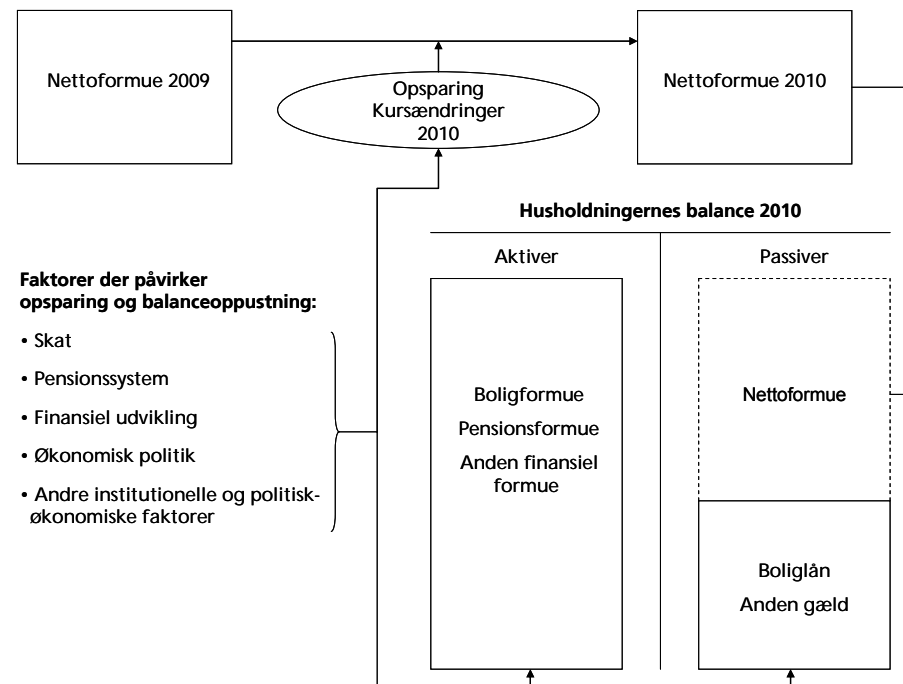 Nettoformue 2009
Opsparing
Kursændringer
2010
Nettoformue 2010
Husholdningernes balance 2010
Aktiver
Passiver
Faktorer der påvirker
opsparing og balanceoppustning:
• Skat
• Pensionssystem
• Finansiel udvikling
• Økonomisk politik
• Andre institutionelle og politisk-
økonomiske faktorer
Boligformue
Pensionsformue
Anden finansiel
formue
Nettoformue
Boliglån
Anden gæld